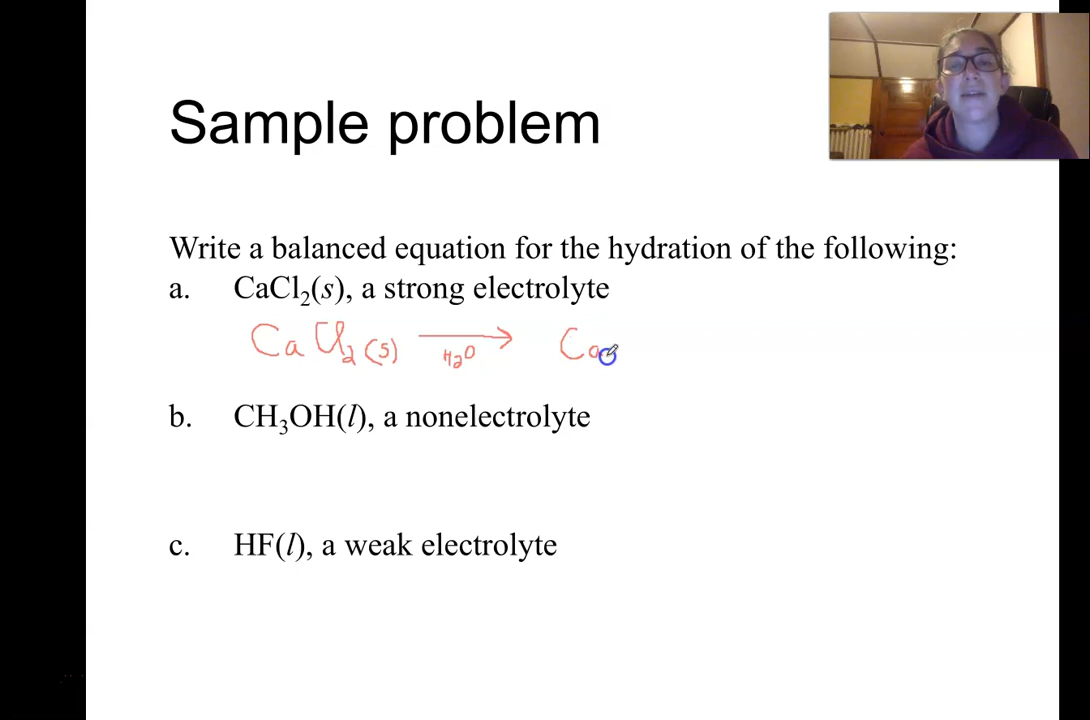 Sample problem
Write a balanced equation for the hydration of the following:
a. CaCl₂(s), a strong electrolyte
CaCl₂(s) ⟶ Ca
H₂O
b. CH₃OH(l), a nonelectrolyte
c. HF(l), a weak electrolyte